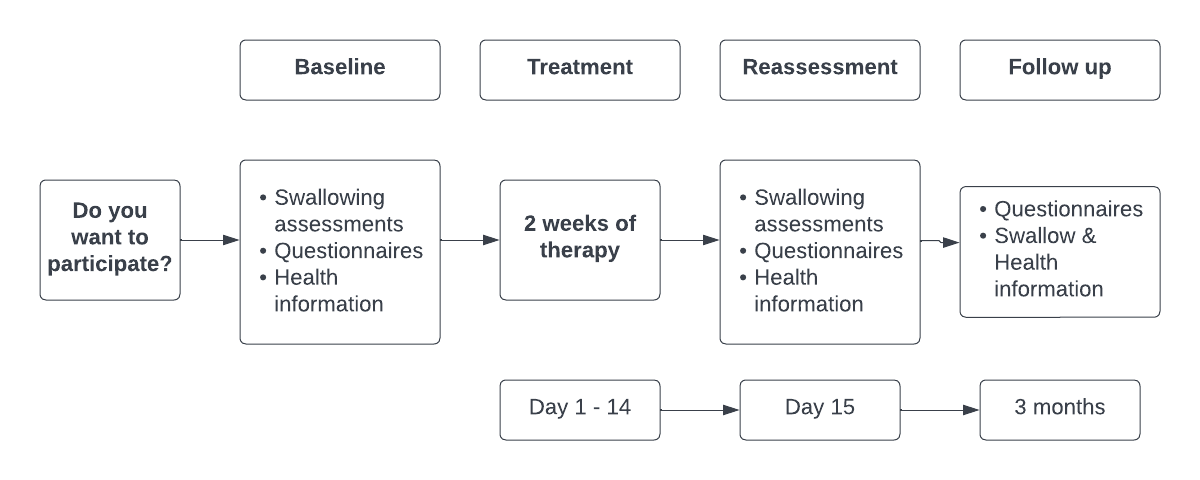 Baseline
Treatment
Reassessment
Follow up
Do you
want to
participate?
• Swallowing
assessments
• Questionnaires
• Health
information
2 weeks of
therapy
• Swallowing
assessments
• Questionnaires
• Health
information
• Questionnaires
• Swallow &
Health
information
Day 1 - 14
Day 15
3 months